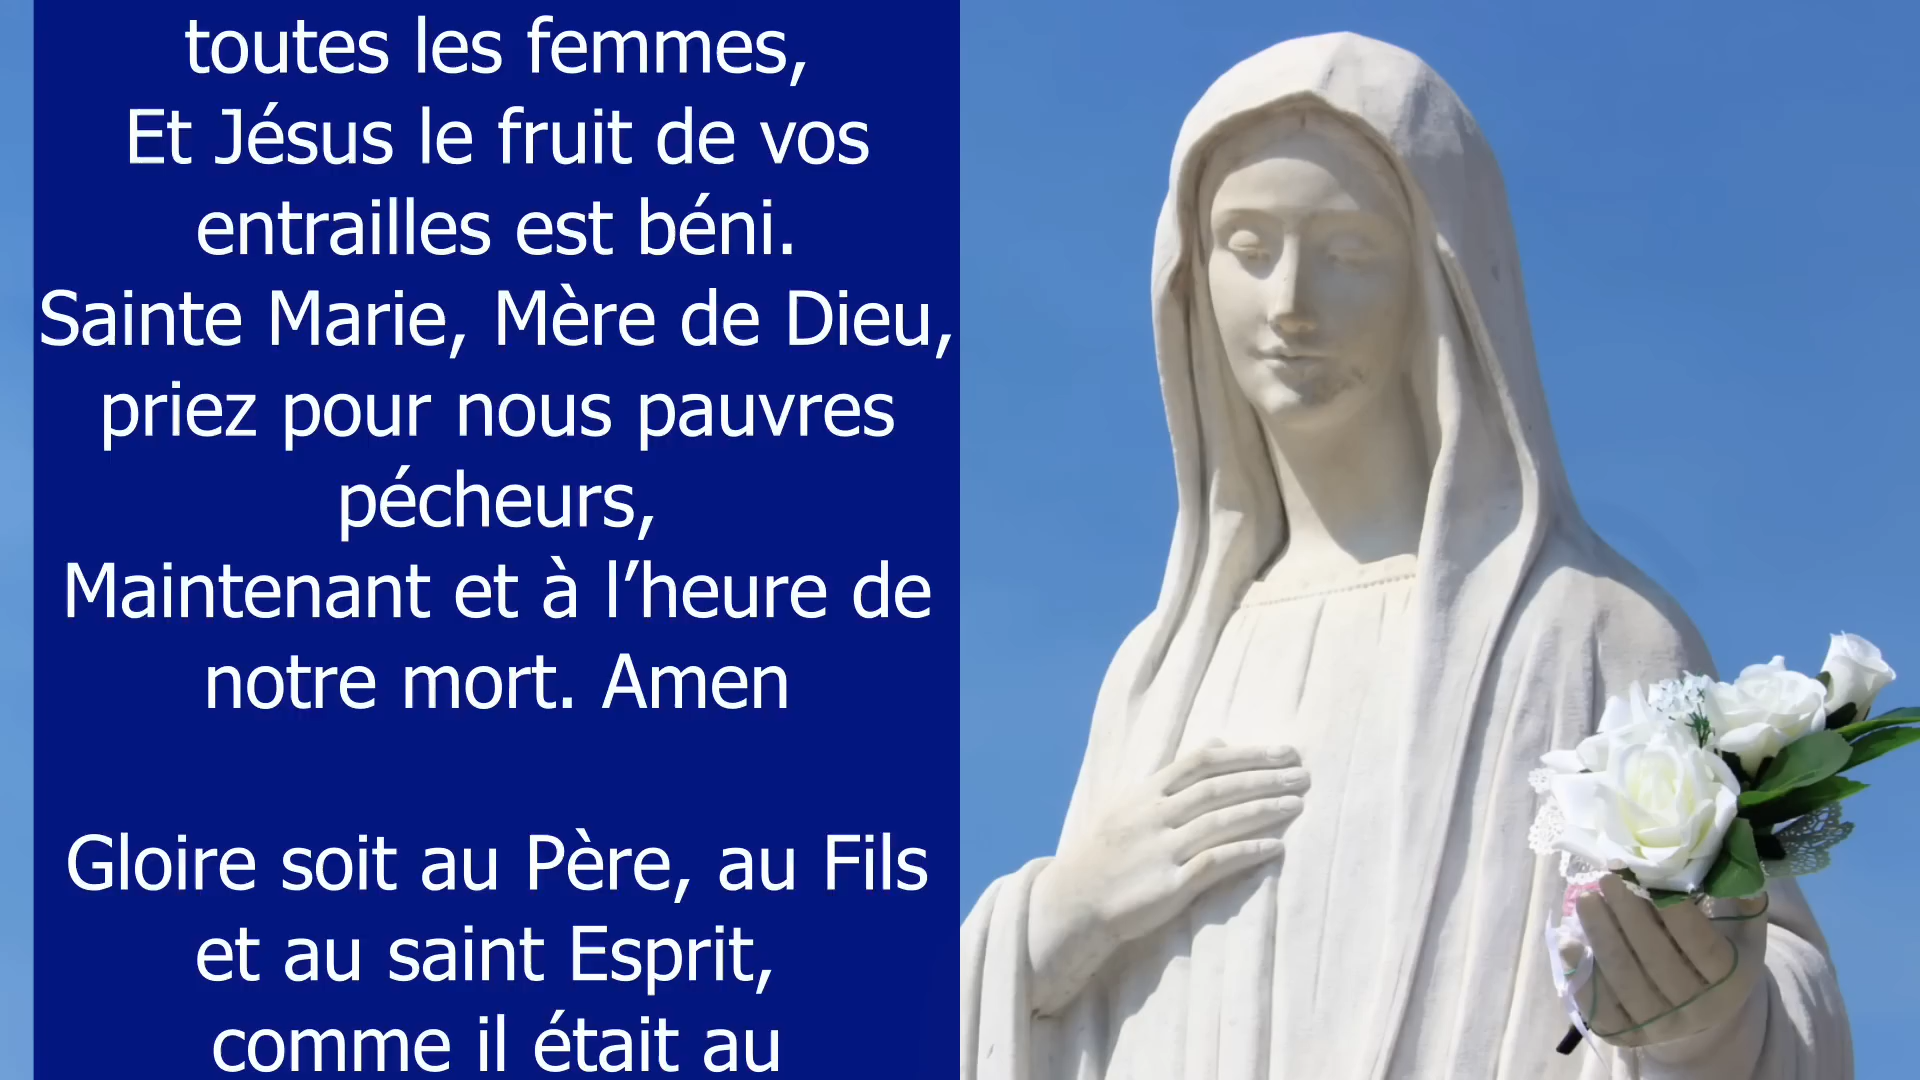 toutes les femmes,
Et Jésus le fruit de vos
entrailles est béni.
Sainte Marie, Mère de Dieu,
priez pour nous pauvres
pécheurs,
Maintenant et à l’heure de
notre mort. Amen
Gloire soit au Père, au Fils
et au saint Esprit,
comme il était au